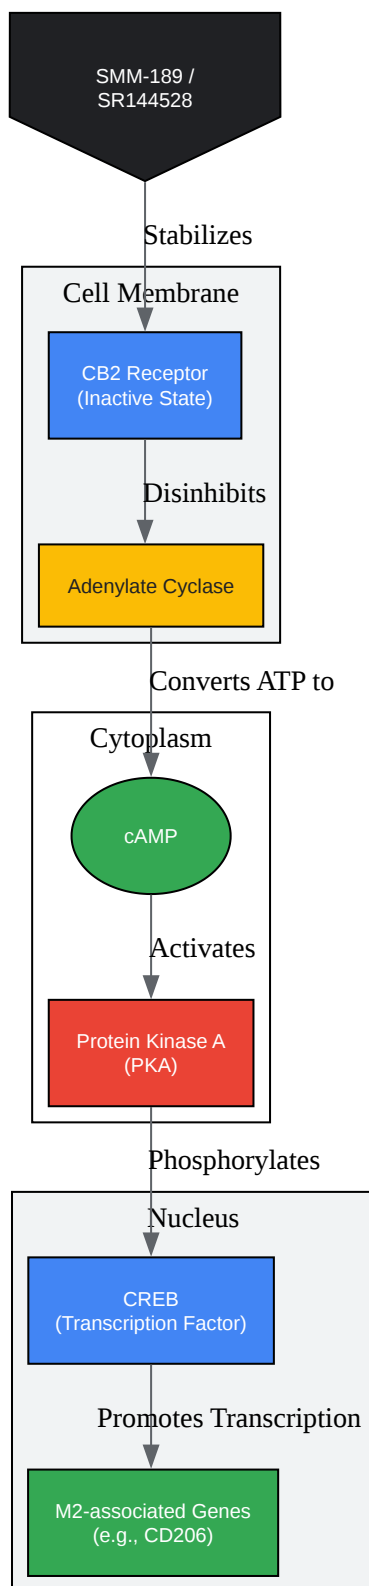 SMM-189 /
SR144528
Stabilizes
Cell Membrane
CB2 Receptor
(Inactive State)
Disinhibits
Adenylate Cyclase
Converts ATP to
Cytoplasm
cAMP
Activates
Protein Kinase A
(PKA)
Phosphorylates
Nucleus
CREB
(Transcription Factor)
Promotes Transcription
M2-associated Genes
(e.g., CD206)